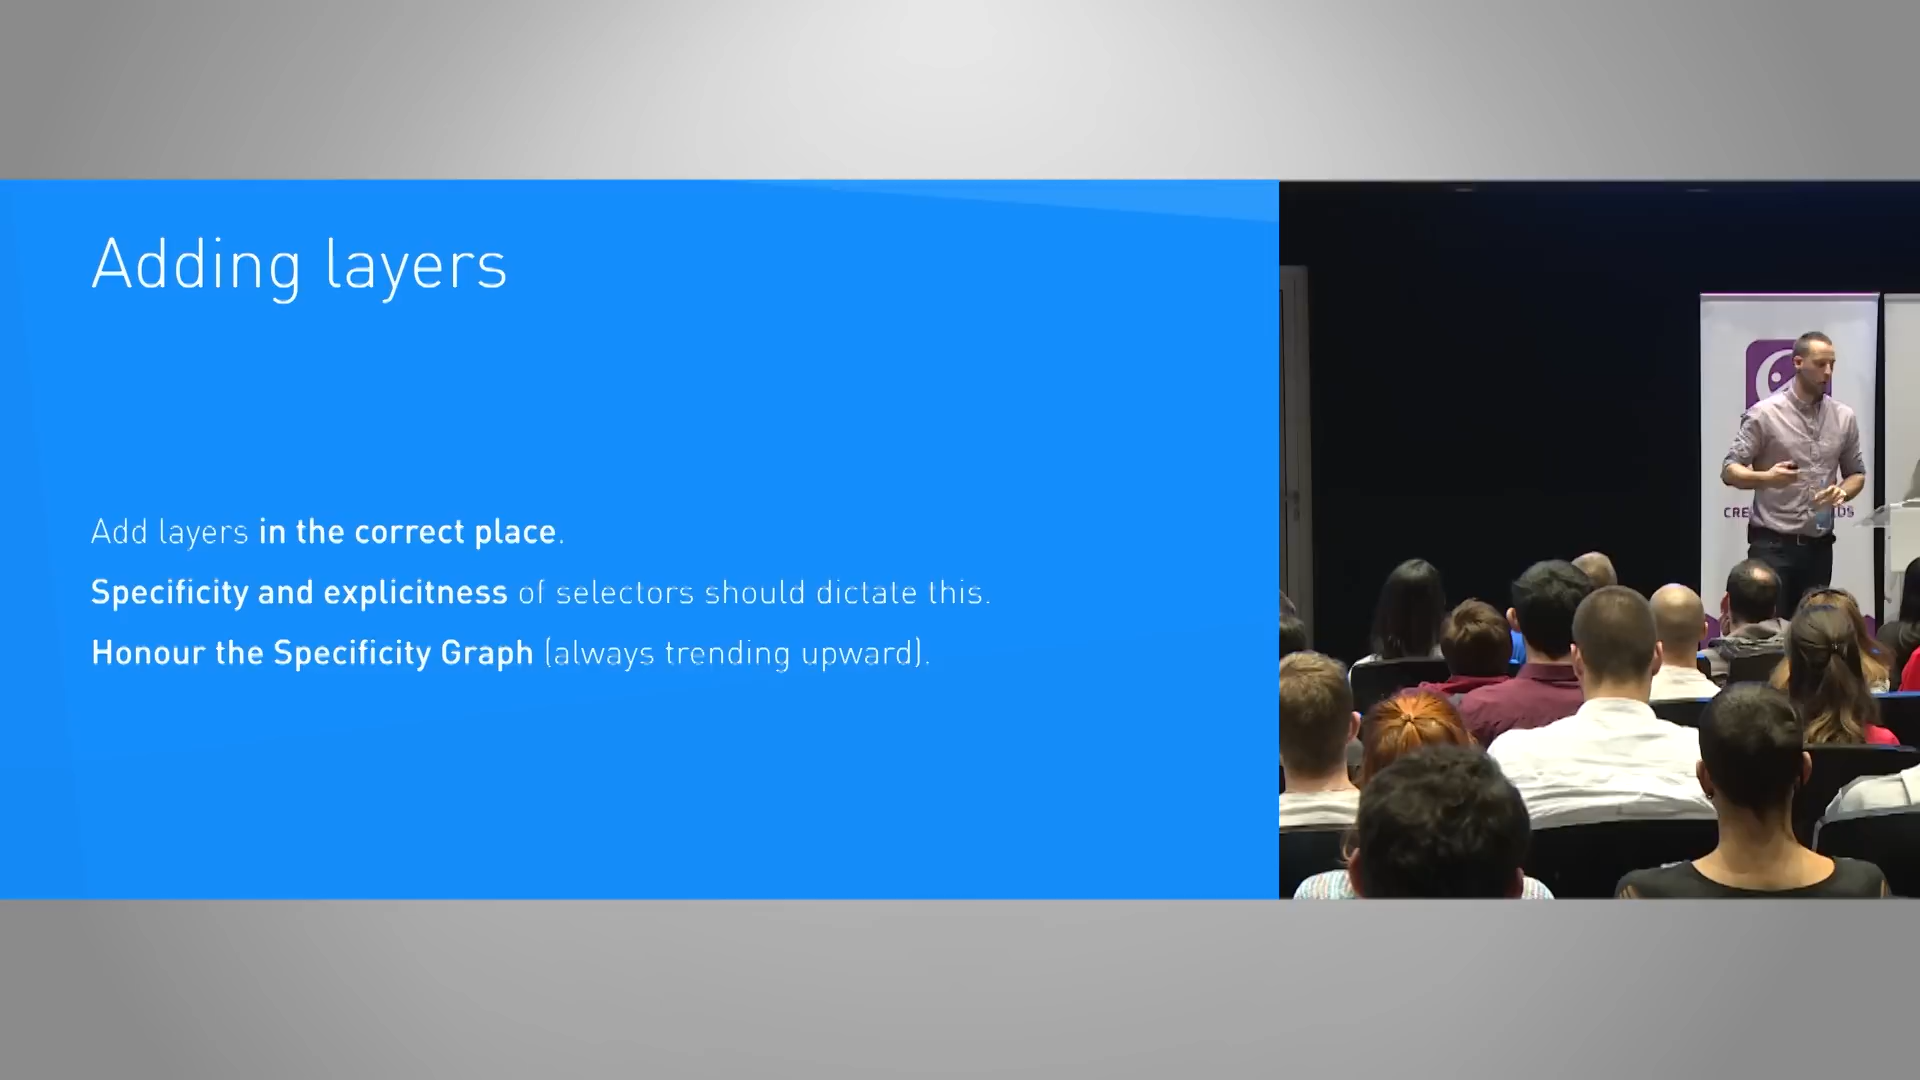 Adding layers
Add layers in the correct place.
Specificity and explicitness of selectors should dictate this.
Honour the Specificity Graph (always trending upward).